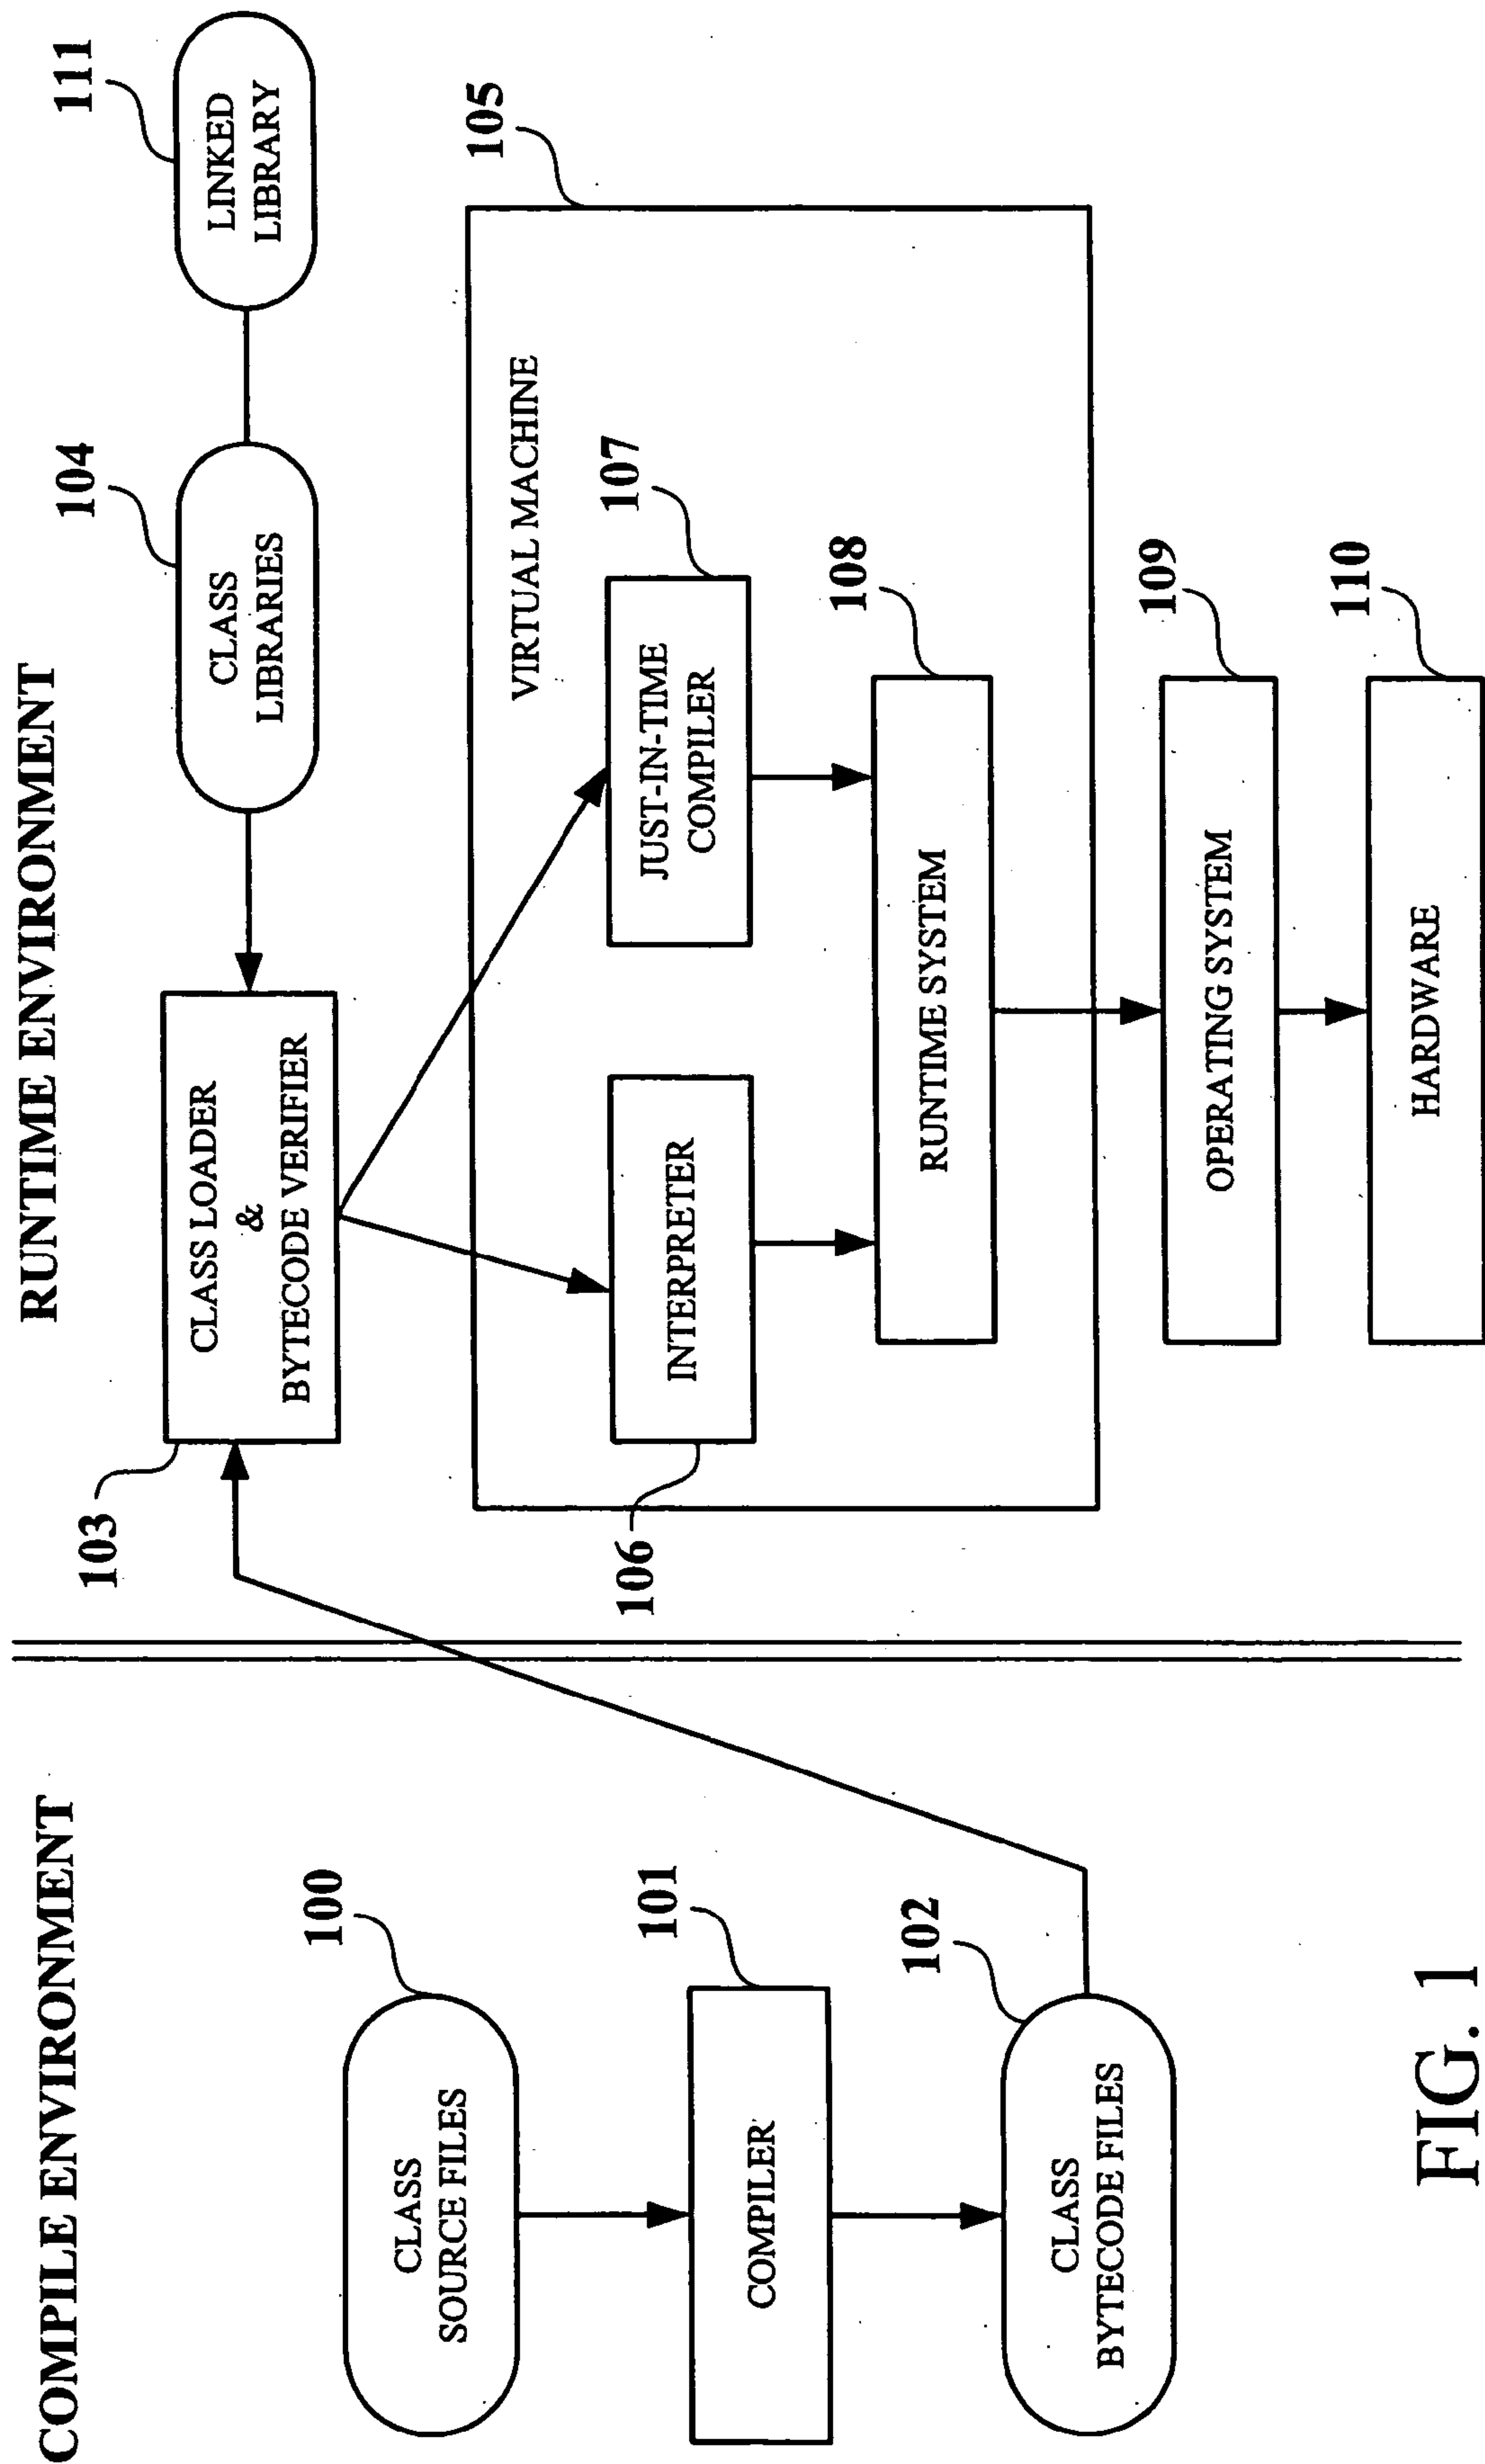 COMPILE ENVIRONMENT
100
CLASS
SOURCE FILES
101
COMPILER
102
CLASS
BYTECODE FILES
RUNTIME ENVIRONMENT
103
CLASS LOADER
&
BYTECODE VERIFIER
104
CLASS
LIBRARIES
111
LINKED
LIBRARY
105
VIRTUAL MACHINE
106
INTERPRETER
107
JUST-IN-TIME
COMPILER
108
RUNTIME SYSTEM
109
OPERATING SYSTEM
110
HARDWARE
FIG. 1